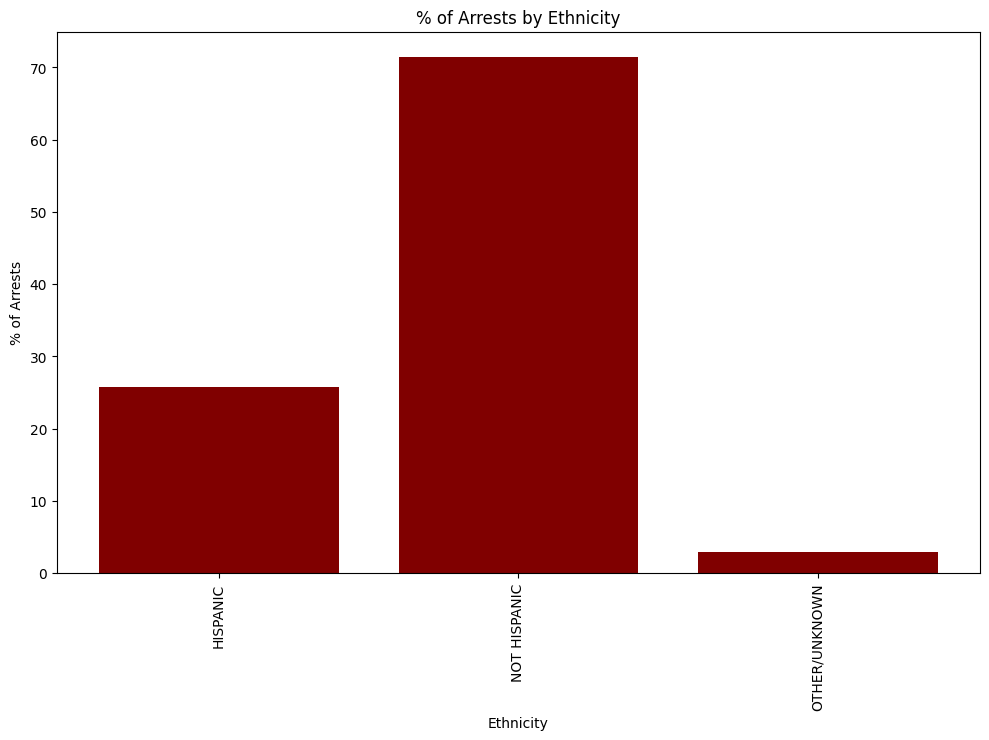 % of Arrests by Ethnicity
% of Arrests
70
60
50
40
30
20
10
0
HISPANIC
NOT HISPANIC
OTHER/UNKNOWN
Ethnicity